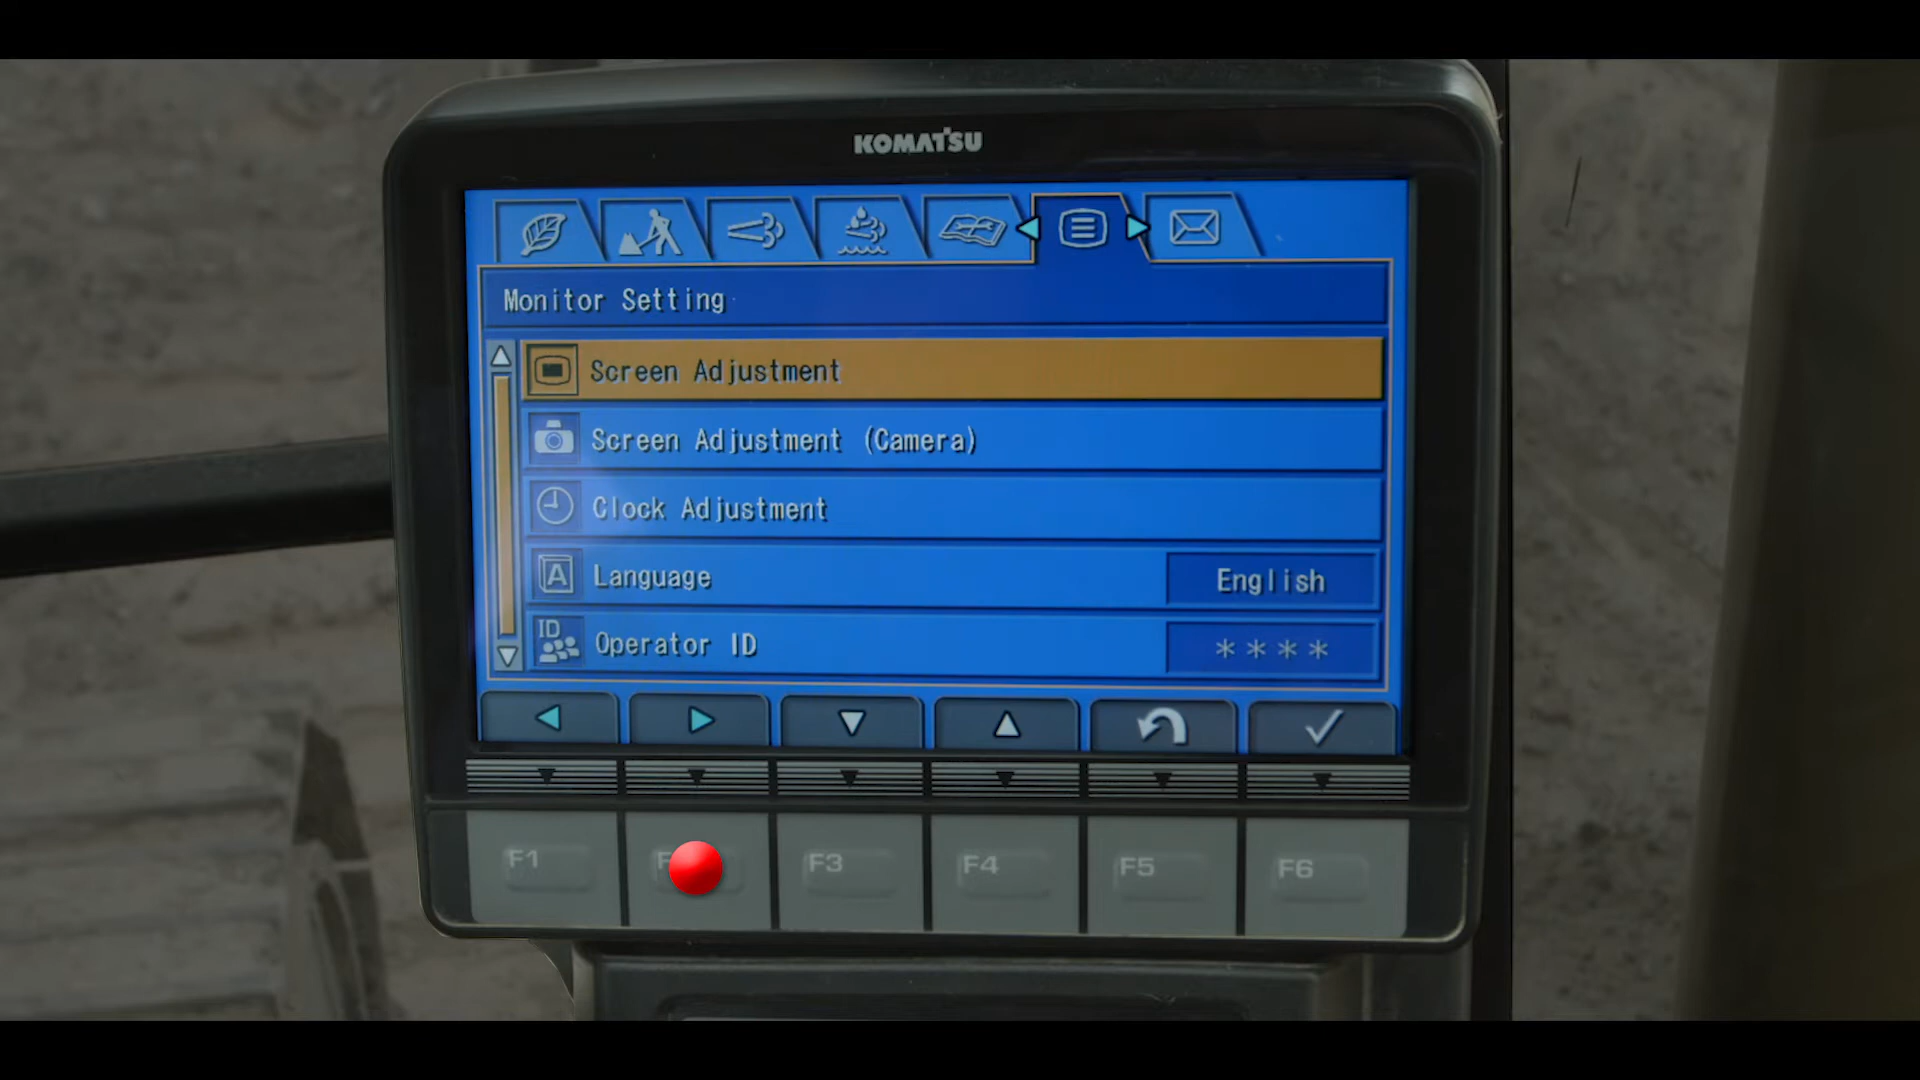 KOMATSU
Monitor Setting
Screen Adjustment
Screen Adjustment (Camera)
Clock Adjustment
A Language English
ID Operator ID ****
F1 F3 F4 F5 F6